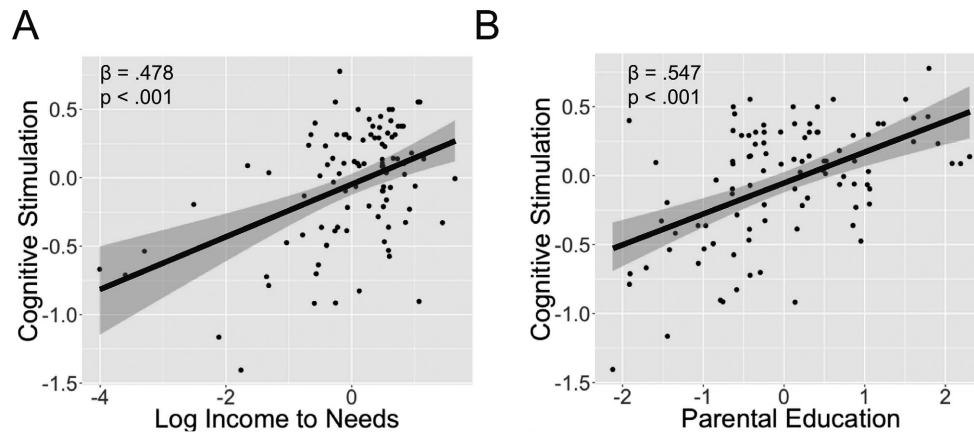 A
β = .478
p < .001
Cognitive Stimulation
0.5
0.0
-0.5
-1.0
-1.5
-4
-2
0
Log Income to Needs
B
β = .547
p < .001
Cognitive Stimulation
0.5
0.0
-0.5
-1.0
-1.5
-2
-1
0
1
2
Parental Education